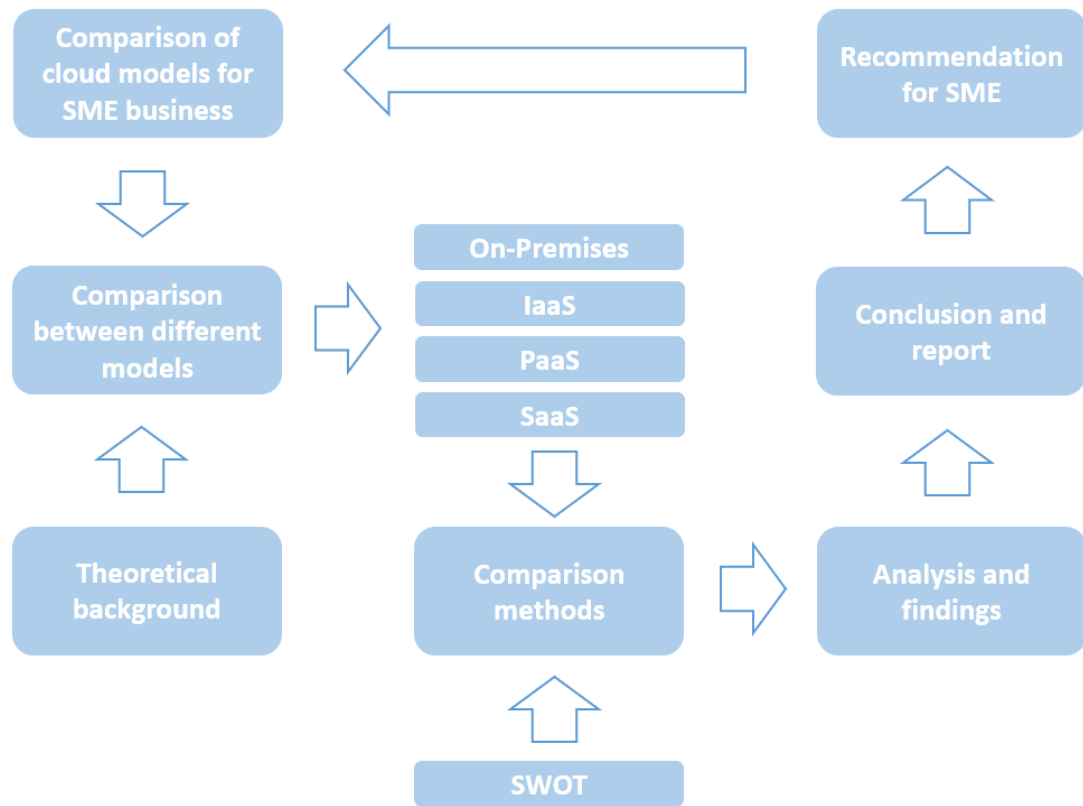 Comparison of
cloud models for
SME business
Recommendation
for SME
On-Premises
Comparison
between different
models
IaaS
PaaS
SaaS
Conclusion and
report
Theoretical
background
Comparison
methods
Analysis and
findings
SWOT